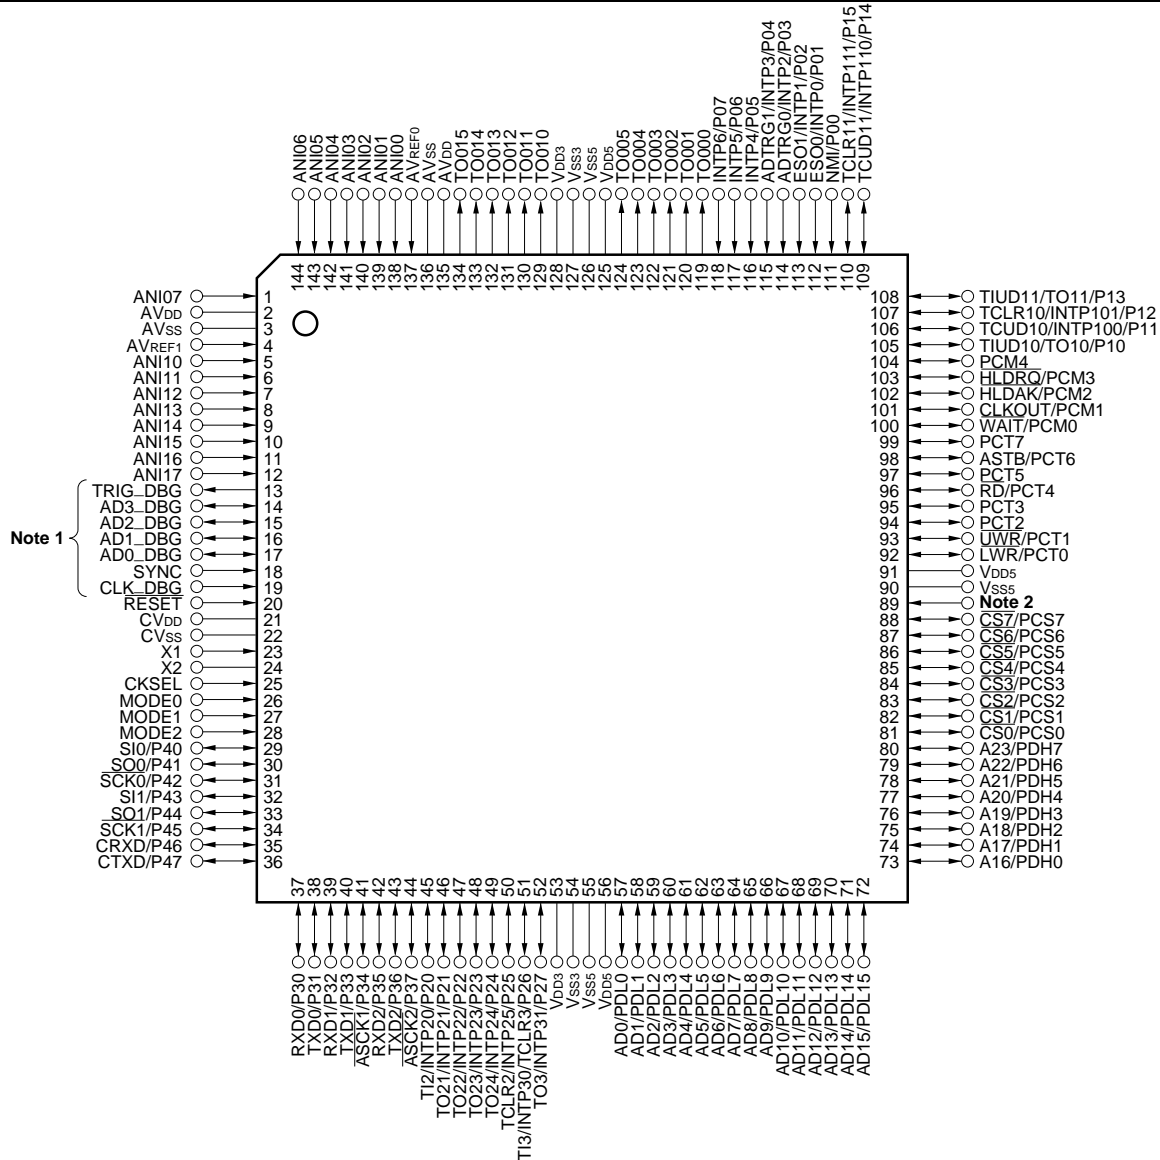 ANI06
ANI05
ANI04
ANI03
ANI02
ANI01
ANI00
AVREF0
AVSS
AVDD
TO015
TO014
TO013
TO012
TO011
TO010
VDD3
VSS3
VSS5
VDD5
TO005
TO004
TO003
TO002
TO001
TO000
INTP6/P07
INTP5/P06
INTP4/P05
ADTRG1/INTP3/P04
ADTRG0/INTP2/P03
ESO1/INTP1/P02
ESO0/INTP0/P01
NMI/P00
TCLR11/INTP111/P15
TCUD11/INTP110/P14
144
143
142
141
140
139
138
137
136
135
134
133
132
131
130
129
128
127
126
125
124
123
122
121
120
119
118
117
116
115
114
113
112
111
110
109
ANI07 1
AVDD 2
AVSS 3
AVREF1 4
ANI10 5
ANI11 6
ANI12 7
ANI13 8
ANI14 9
ANI15 10
ANI16 11
ANI17 12
Note 1
TRIG_DBG 13
AD3_DBG 14
AD2_DBG 15
AD1_DBG 16
AD0_DBG 17
SYNC 18
CLK_DBG 19
RESET 20
CVDD 21
CVSS 22
X1 23
X2 24
CKSEL 25
MODE0 26
MODE1 27
MODE2 28
SI0/P40 29
SO0/P41 30
SCK0/P42 31
SI1/P43 32
SO1/P44 33
SCK1/P45 34
CRXD/P46 35
CTXD/P47 36
108 TIUD11/TO11/P13
107 TCLR10/INTP101/P12
106 TCUD10/INTP100/P11
105 TIUD10/TO10/P10
104 PCM4
103 HLDRQ/PCM3
102 HLDAK/PCM2
101 CLKOUT/PCM1
100 WAIT/PCM0
99 PCT7
98 ASTB/PCT6
97 PCT5
96 RD/PCT4
95 PCT3
94 PCT2
93 UWR/PCT1
92 LWR/PCT0
91 VDD5
90 VSS5
89 Note 2
88 CS7/PCS7
87 CS6/PCS6
86 CS5/PCS5
85 CS4/PCS4
84 CS3/PCS3
83 CS2/PCS2
82 CS1/PCS1
81 CS0/PCS0
80 A23/PDH7
79 A22/PDH6
78 A21/PDH5
77 A20/PDH4
76 A19/PDH3
75 A18/PDH2
74 A17/PDH1
73 A16/PDH0
37
38
39
40
41
42
43
44
45
46
47
48
49
50
51
52
53
54
55
56
57
58
59
60
61
62
63
64
65
66
67
68
69
70
71
72
RXD0/P30
TXD0/P31
RXD1/P32
TXD1/P33
ASCK1/P34
RXD2/P35
TXD2/P36
ASCK2/P37
TI2/INTP20/P20
TO21/INTP21/P21
TO22/INTP22/P22
TO23/INTP23/P23
TO24/INTP24/P24
TCLR2/INTP25/P25
TI3/INTP30/TCLR3/P26
TO3/INTP31/P27
VDD3
VSS3
VSS5
VDD5
AD0/PDL0
AD1/PDL1
AD2/PDL2
AD3/PDL3
AD4/PDL4
AD5/PDL5
AD6/PDL6
AD7/PDL7
AD8/PDL8
AD9/PDL9
AD10/PDL10
AD11/PDL11
AD12/PDL12
AD13/PDL13
AD14/PDL14
AD15/PDL15